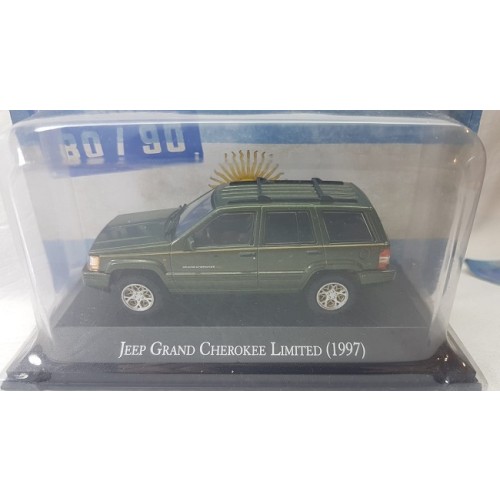 80/90
JEEP GRAND CHEROKEE LIMITED (1997)